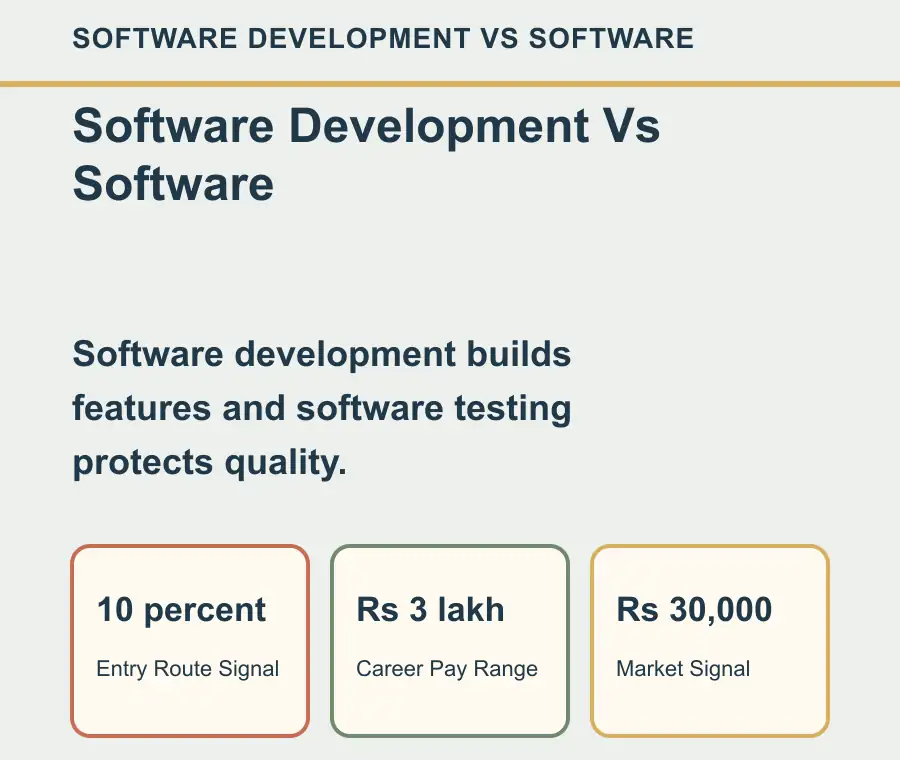 SOFTWARE DEVELOPMENT VS SOFTWARE
Software Development Vs
Software
Software development builds
features and software testing
protects quality.
10 percent
Entry Route Signal
Rs 3 lakh
Career Pay Range
Rs 30,000
Market Signal